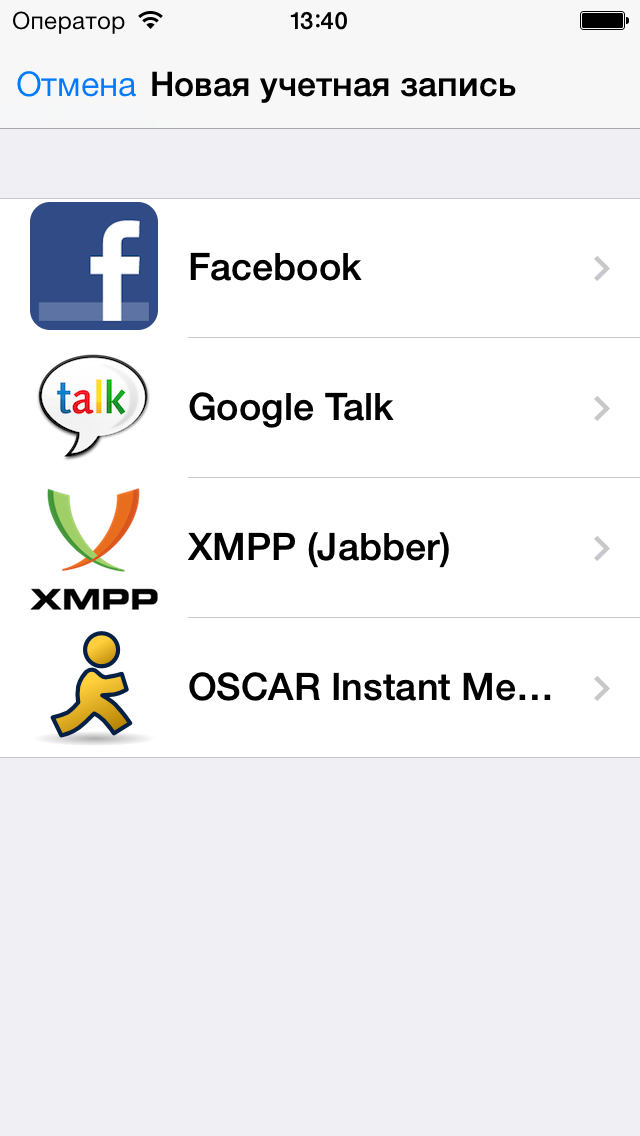 Оператор 13:40
Отмена Новая учетная запись
Facebook
talk
Google Talk
XMPP
XMPP (Jabber)
OSCAR Instant Me...